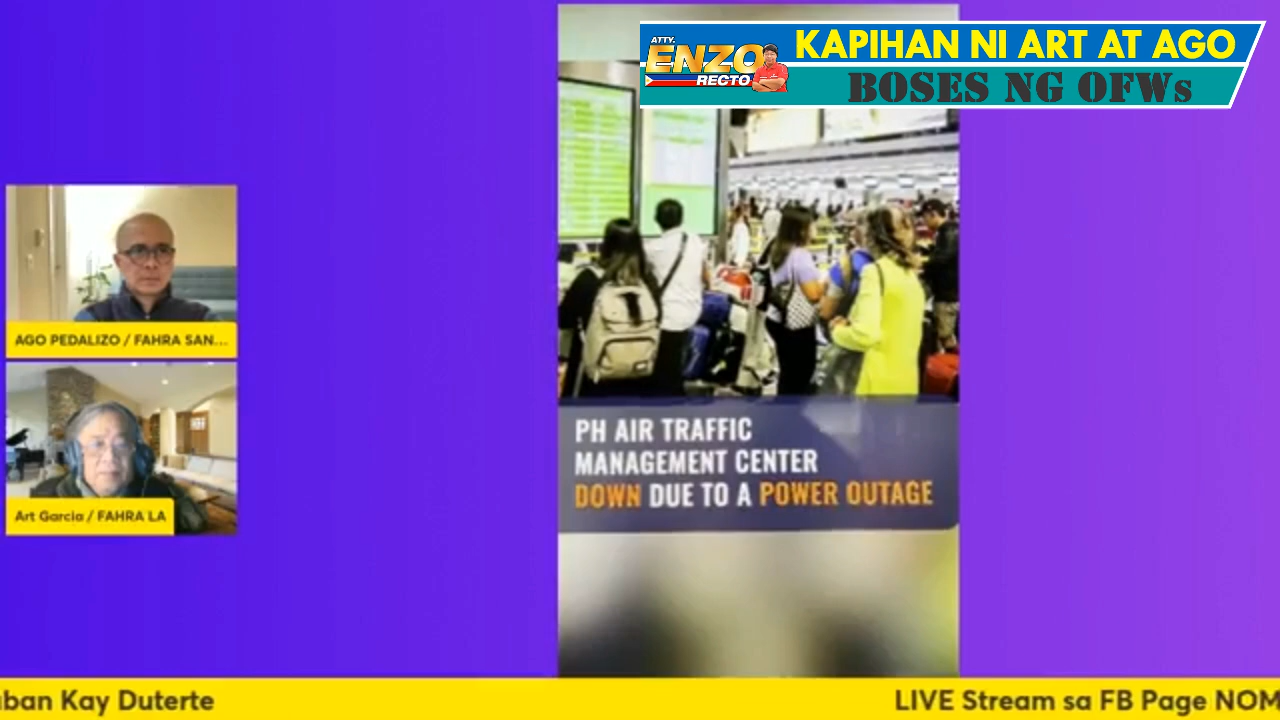 ATTY.
ENZO
RECTO
KAPIHAN NI ART AT AGO
BOSES NG OFWs
AGO PEDALIZO / FAHRA SAN...
Art Garcia / FAHRA LA
PH AIR TRAFFIC
MANAGEMENT CENTER
DOWN DUE TO A POWER OUTAGE
ban Kay Duterte
LIVE Stream sa FB Page NOM